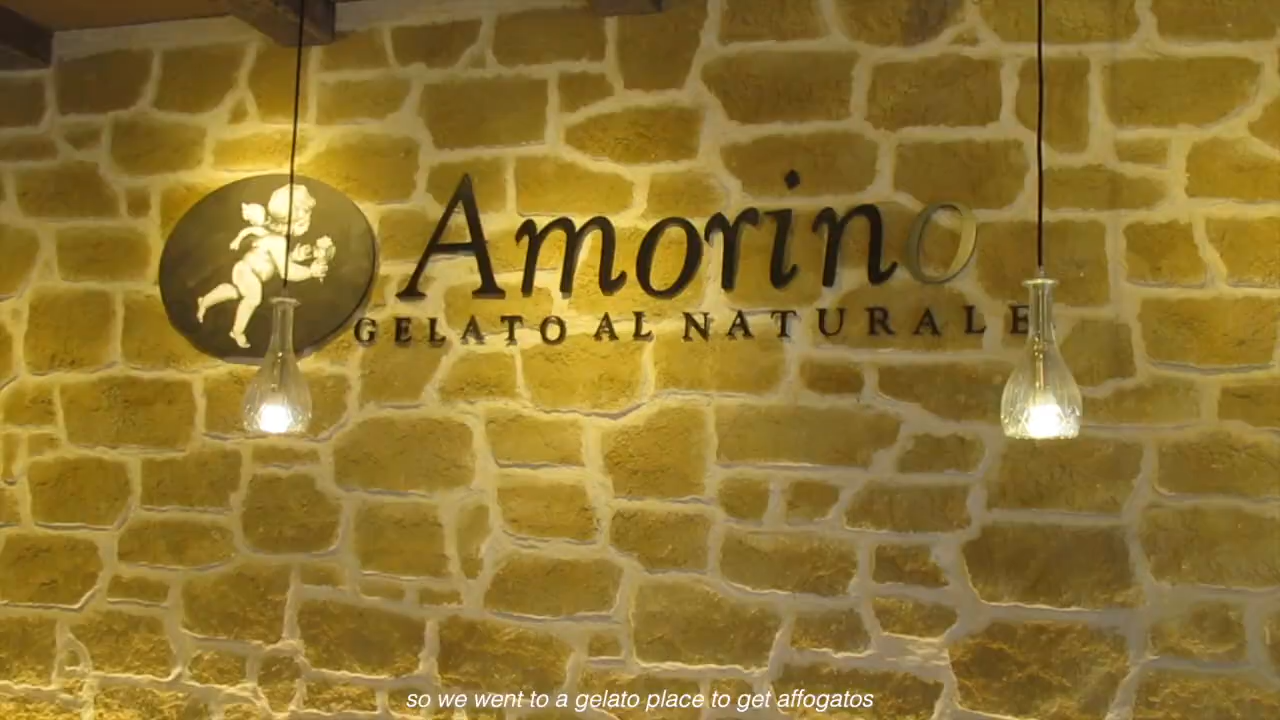 Amorino
GELATO AL NATURALE
so we went to a gelato place to get affogatos